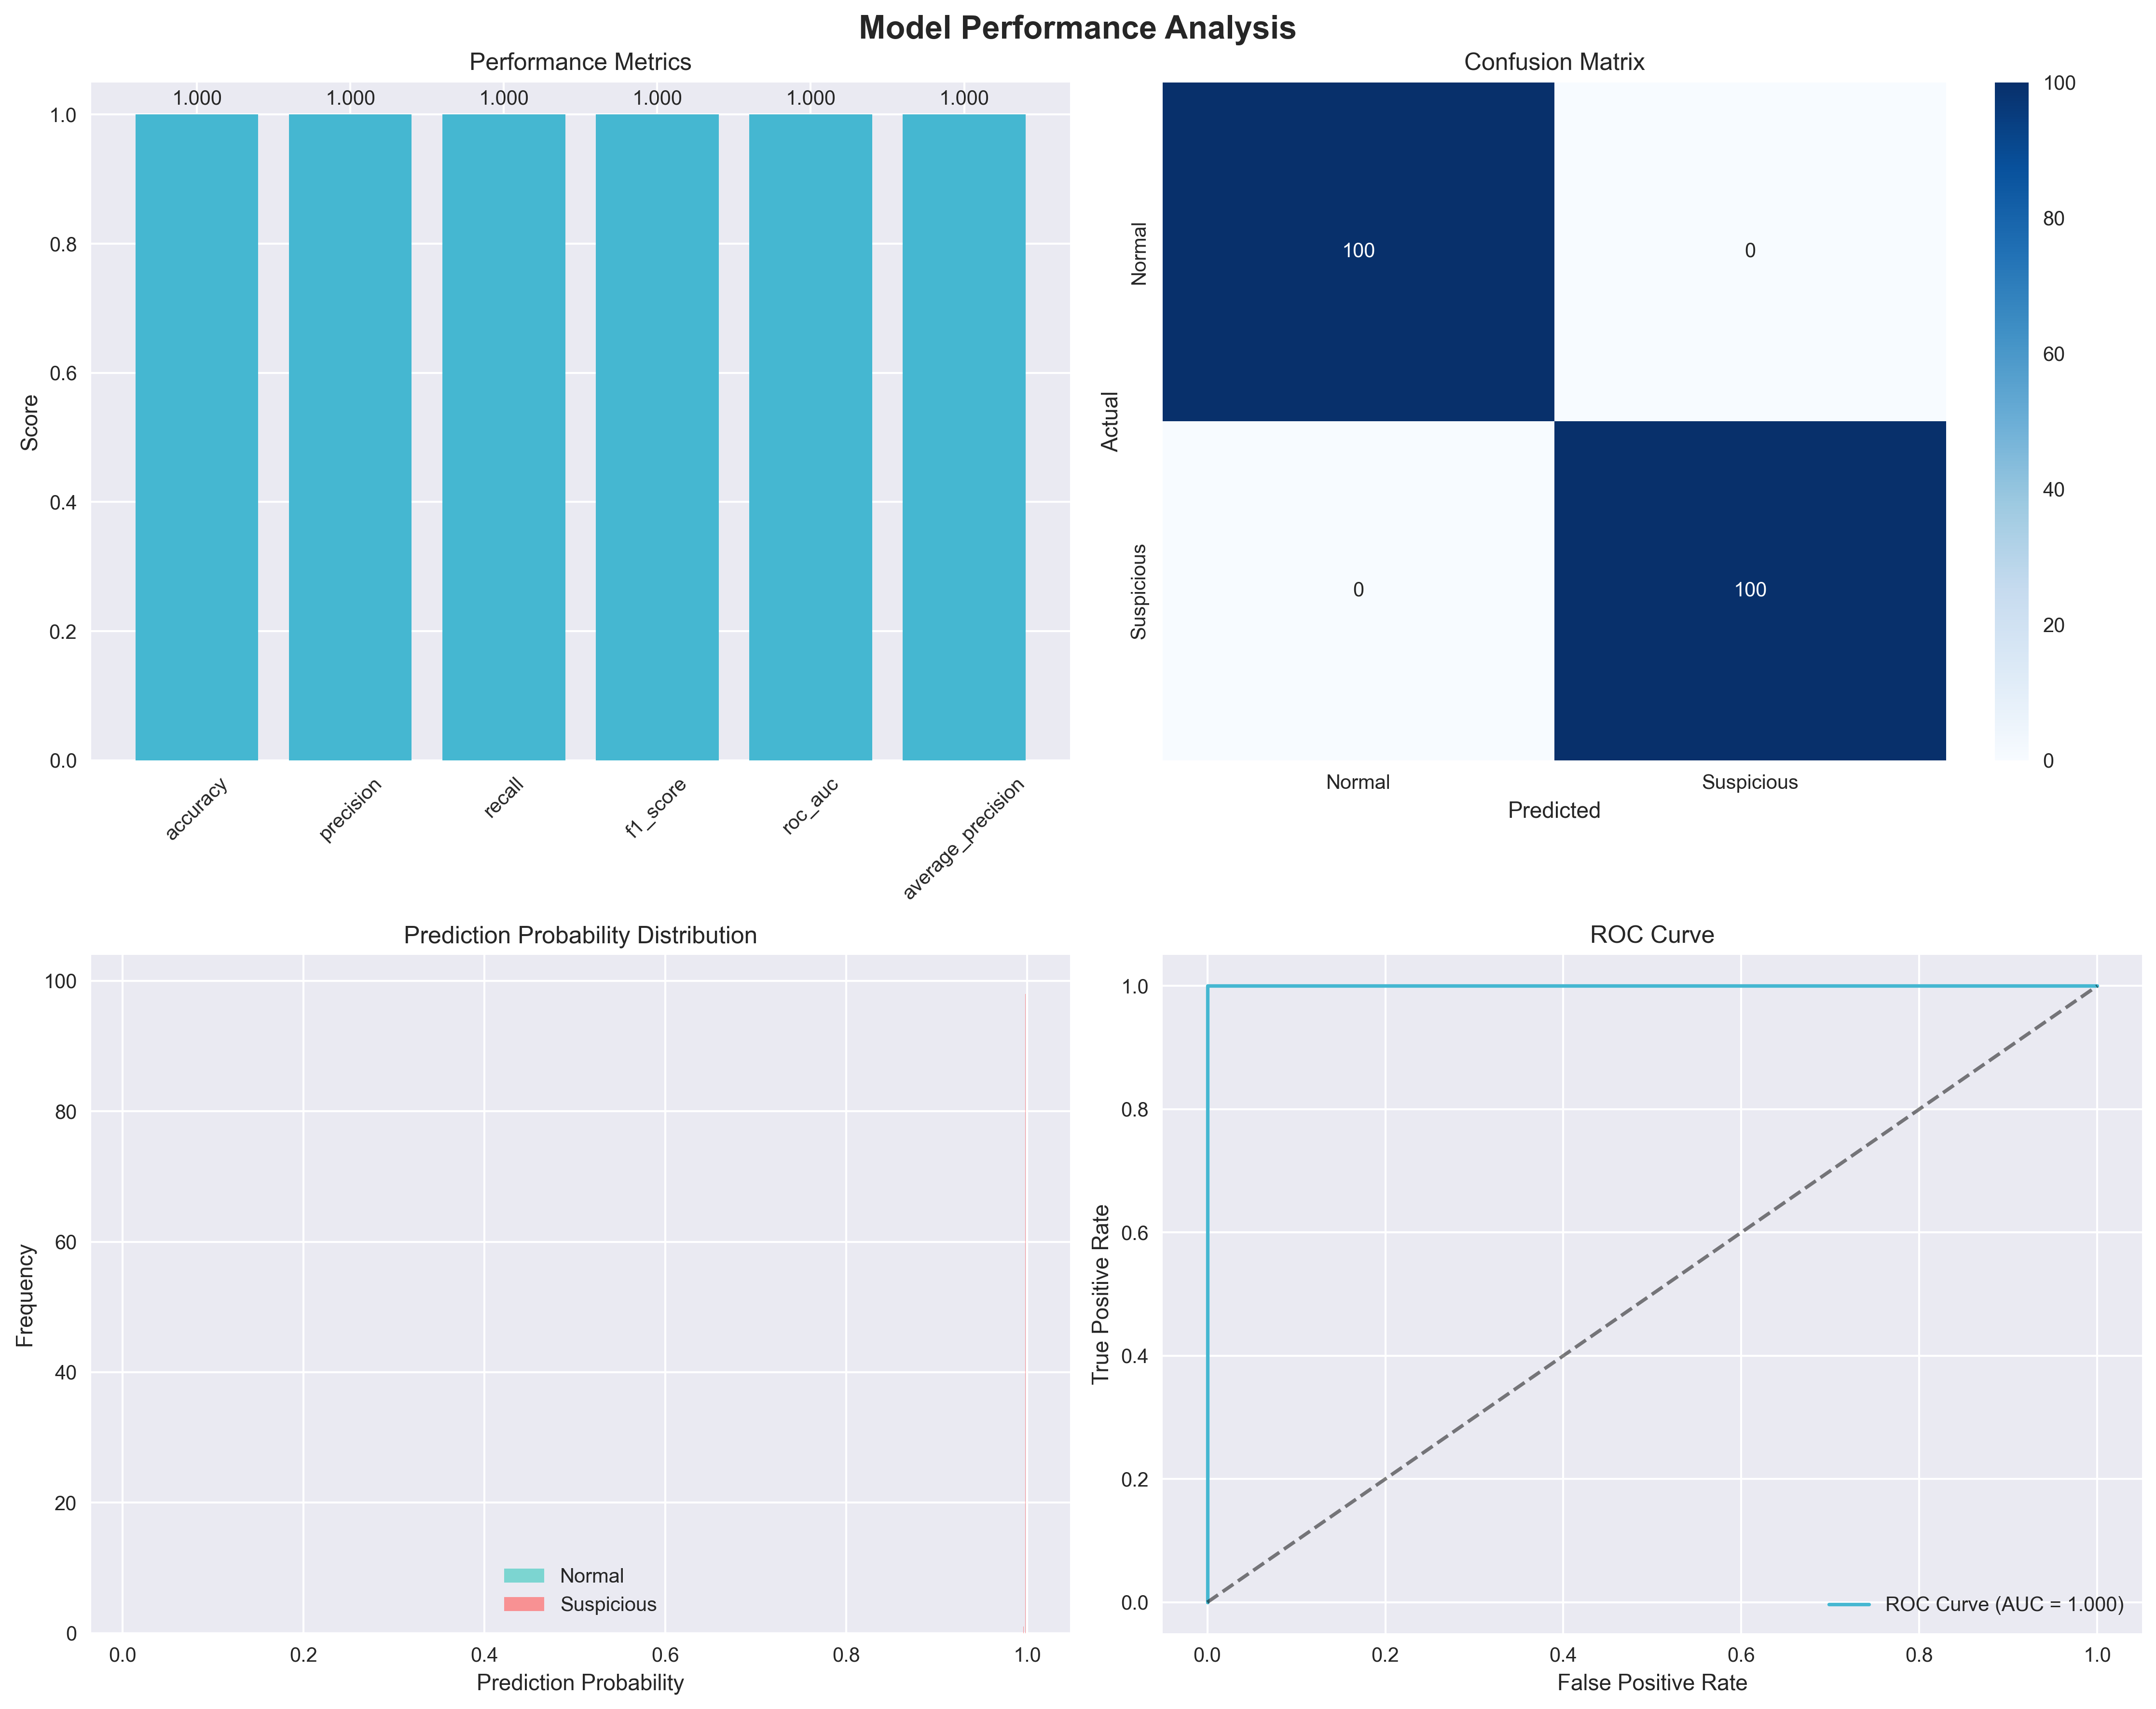 Model Performance Analysis
Performance Metrics
1.000 1.000 1.000 1.000 1.000 1.000
1.0
0.8
0.6
0.4
0.2
0.0
Score
accuracy precision recall f1_score roc_auc average_precision
Confusion Matrix
100 0
0 100
Normal
Suspicious
Actual
Normal Suspicious
Predicted
100
80
60
40
20
0
Prediction Probability Distribution
100
80
60
40
20
0
Frequency
Normal
Suspicious
0.0 0.2 0.4 0.6 0.8 1.0
Prediction Probability
ROC Curve
1.0
0.8
0.6
0.4
0.2
0.0
True Positive Rate
ROC Curve (AUC = 1.000)
0.0 0.2 0.4 0.6 0.8 1.0
False Positive Rate